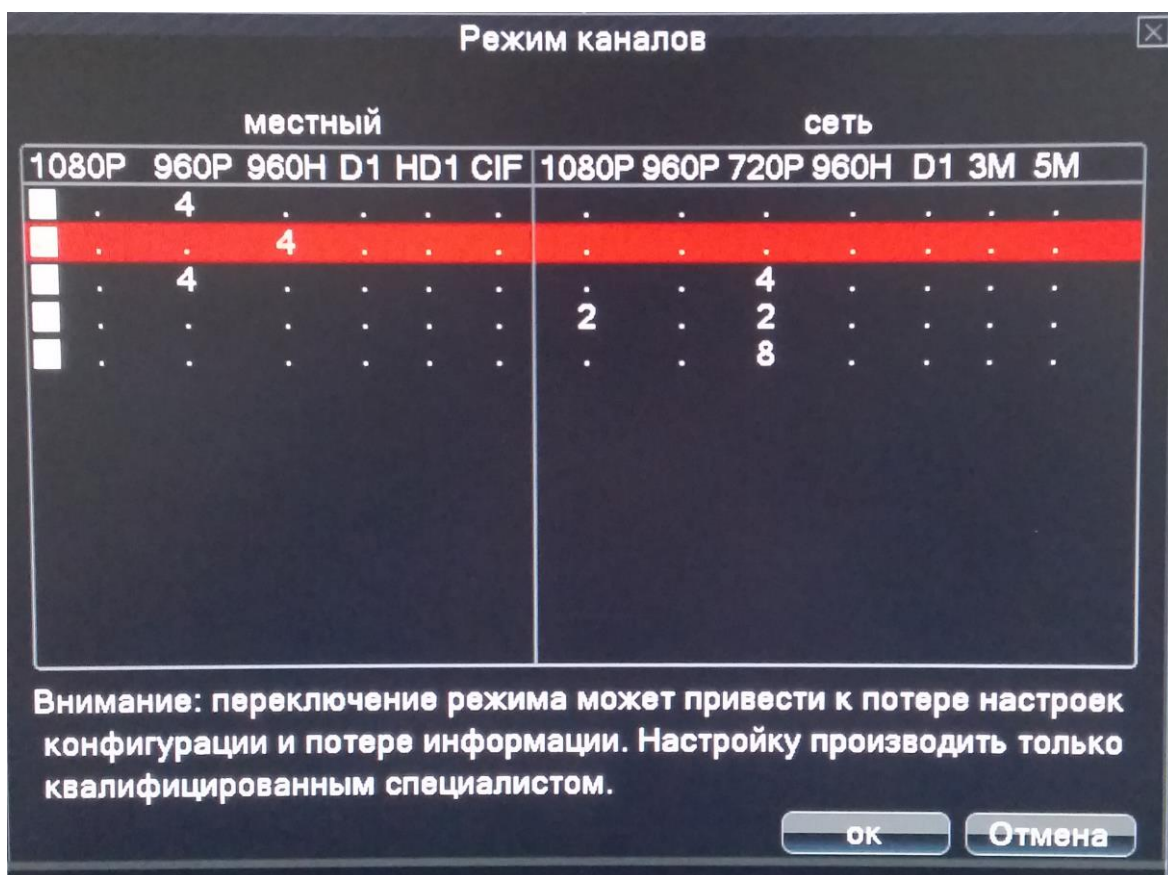 Режим каналов
местный сеть
1080P 960P 960H D1 HD1 CIF 1080P 960P 720P 960H D1 3M 5M
. 4 . . . . . . . . . . .
. . 4 . . . . . . . . . .
. 4 . . . . . . 4 . . . .
. . . . . . 2 . 2 . . . .
. . . . . . . . 8 . . . .
Внимание: переключение режима может привести к потере настроек
конфигурации и потере информации. Настройку производить только
квалифицированным специалистом.
ок Отмена